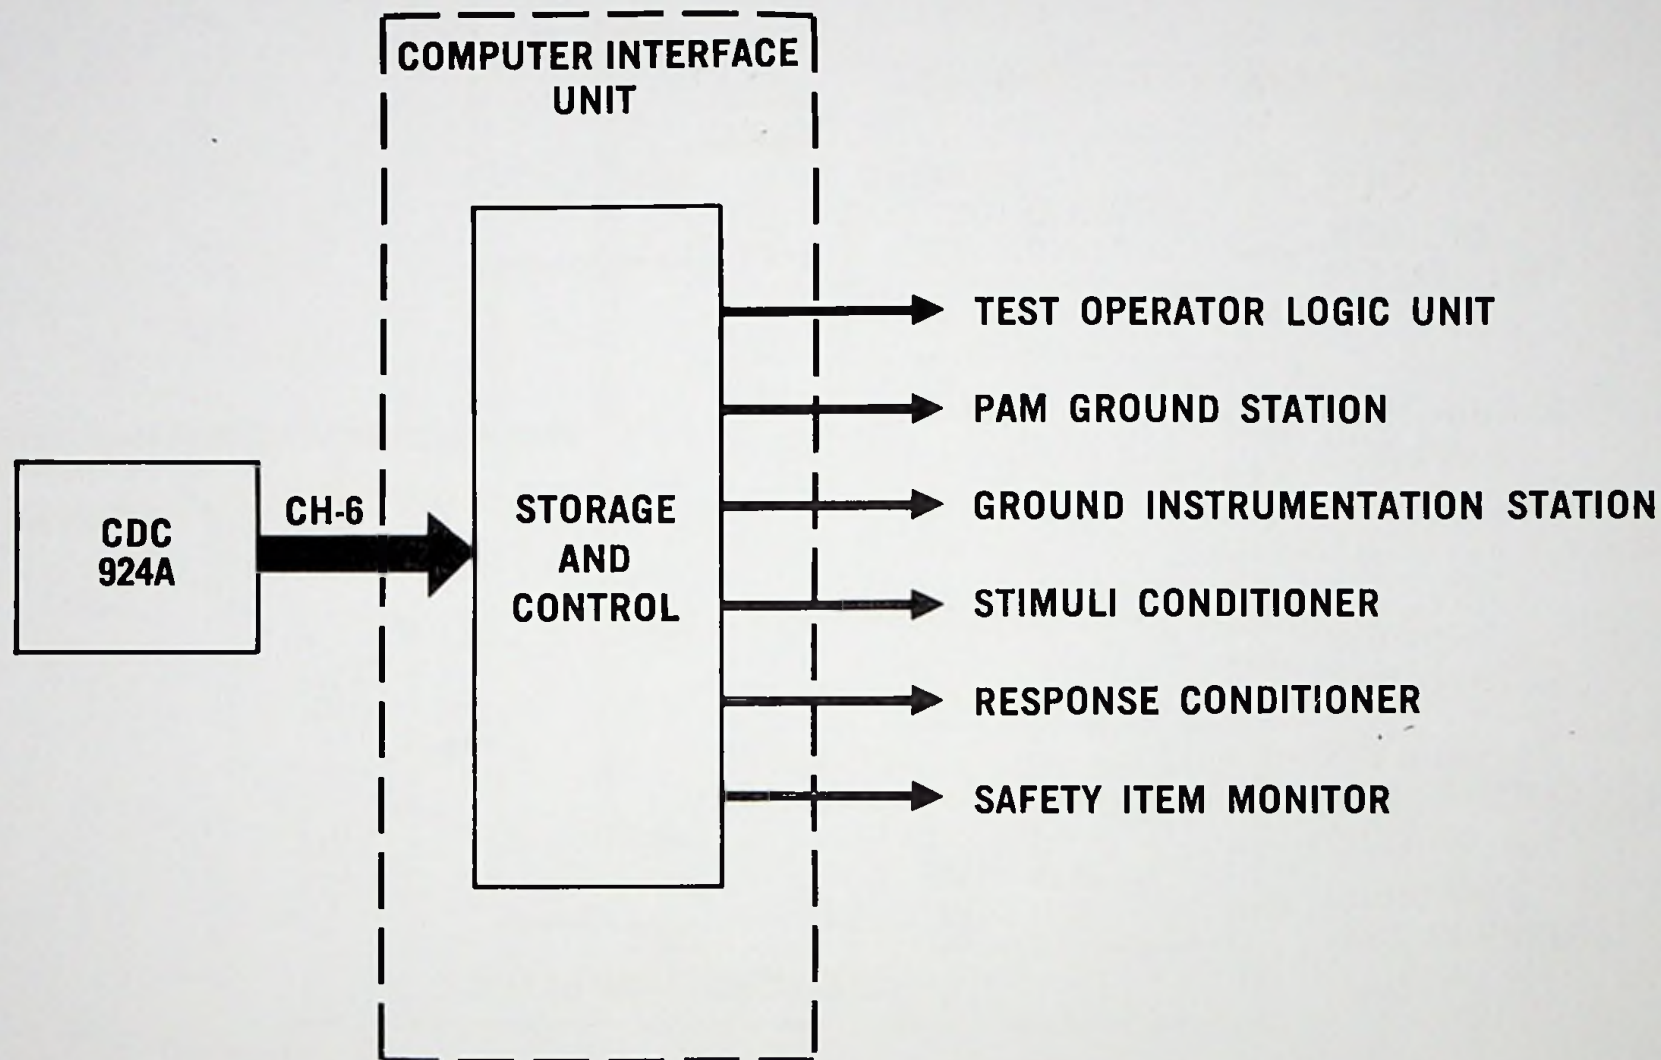 COMPUTER INTERFACE
UNIT
CDC
924A
CH-6
STORAGE
AND
CONTROL
TEST OPERATOR LOGIC UNIT
PAM GROUND STATION
GROUND INSTRUMENTATION STATION
STIMULI CONDITIONER
RESPONSE CONDITIONER
SAFETY ITEM MONITOR